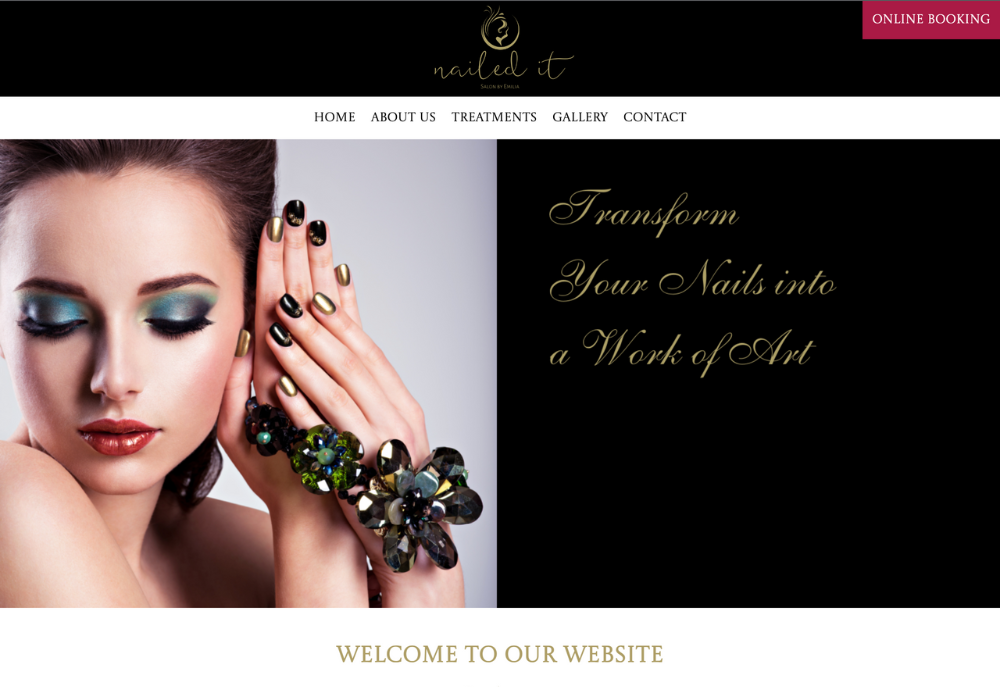 ONLINE BOOKING
nailed it
SALON BY EMILIA
HOME ABOUT US TREATMENTS GALLERY CONTACT
Transform
Your Nails into
a Work of Art
WELCOME TO OUR WEBSITE